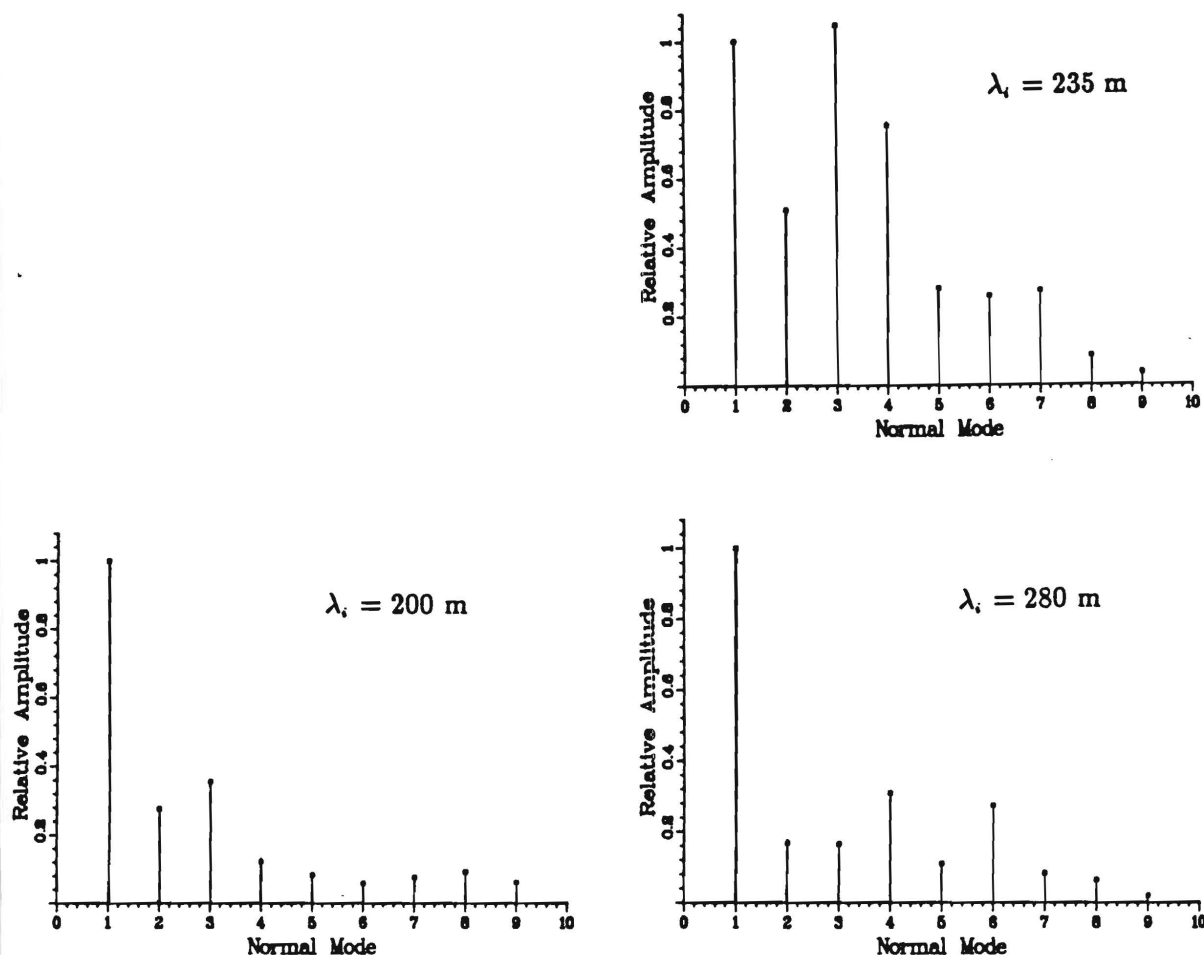 λᵢ = 235 m
Relative Amplitude
1
0.8
0.6
0.4
0.2
0 1 2 3 4 5 6 7 8 9 10
Normal Mode
λᵢ = 200 m
Relative Amplitude
1
0.8
0.6
0.4
0.2
0 1 2 3 4 5 6 7 8 9 10
Normal Mode
λᵢ = 280 m
Relative Amplitude
1
0.8
0.6
0.4
0.2
0 1 2 3 4 5 6 7 8 9 10
Normal Mode